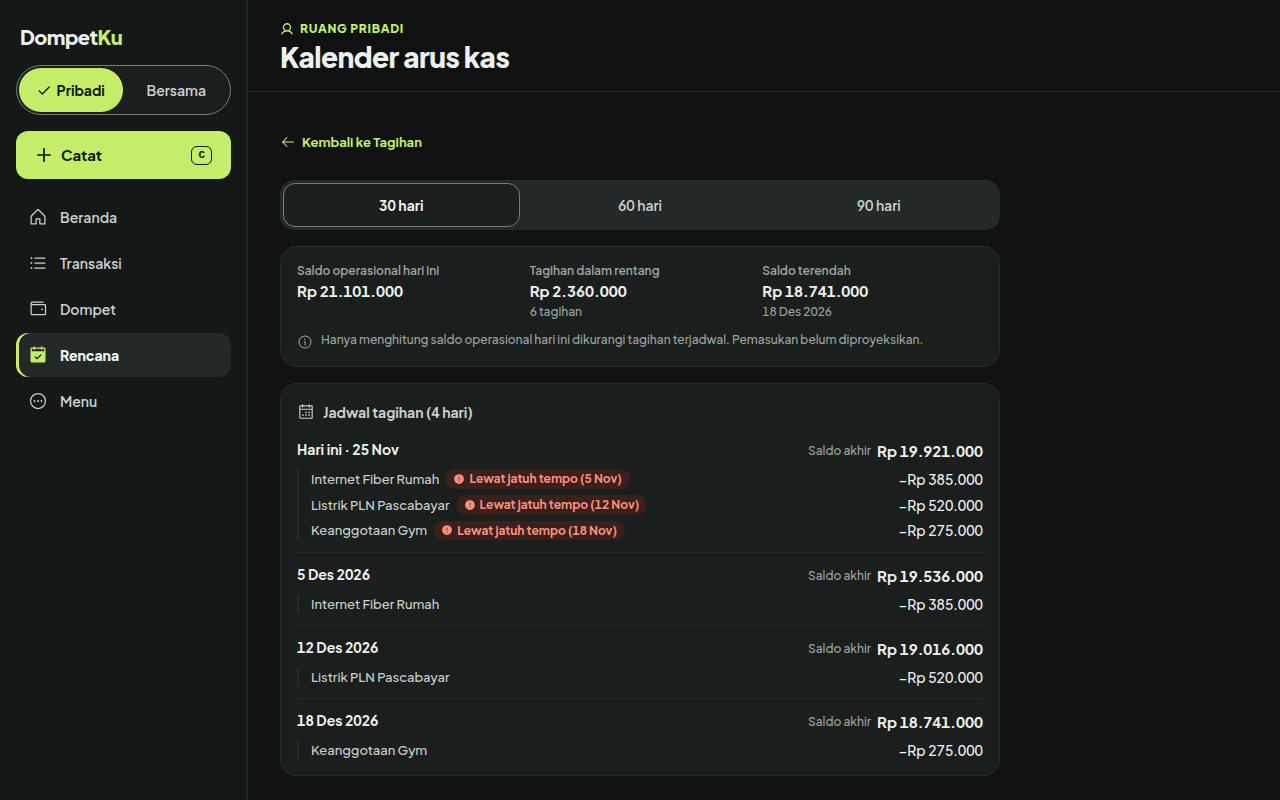 DompetKu
Pribadi
Bersama
Catat
C
Beranda
Transaksi
Dompet
Rencana
Menu
RUANG PRIBADI
Kalender arus kas
Kembali ke Tagihan
30 hari
60 hari
90 hari
Saldo operasional hari ini
Rp 21.101.000
Tagihan dalam rentang
Rp 2.360.000
6 tagihan
Saldo terendah
Rp 18.741.000
18 Des 2026
Hanya menghitung saldo operasional hari ini dikurangi tagihan terjadwal. Pemasukan belum diproyeksikan.
Jadwal tagihan (4 hari)
Hari ini · 25 Nov
Saldo akhir Rp 19.921.000
Internet Fiber Rumah Lewat jatuh tempo (5 Nov) −Rp 385.000
Listrik PLN Pascabayar Lewat jatuh tempo (12 Nov) −Rp 520.000
Keanggotaan Gym Lewat jatuh tempo (18 Nov) −Rp 275.000
5 Des 2026 Saldo akhir Rp 19.536.000
Internet Fiber Rumah −Rp 385.000
12 Des 2026 Saldo akhir Rp 19.016.000
Listrik PLN Pascabayar −Rp 520.000
18 Des 2026 Saldo akhir Rp 18.741.000
Keanggotaan Gym −Rp 275.000